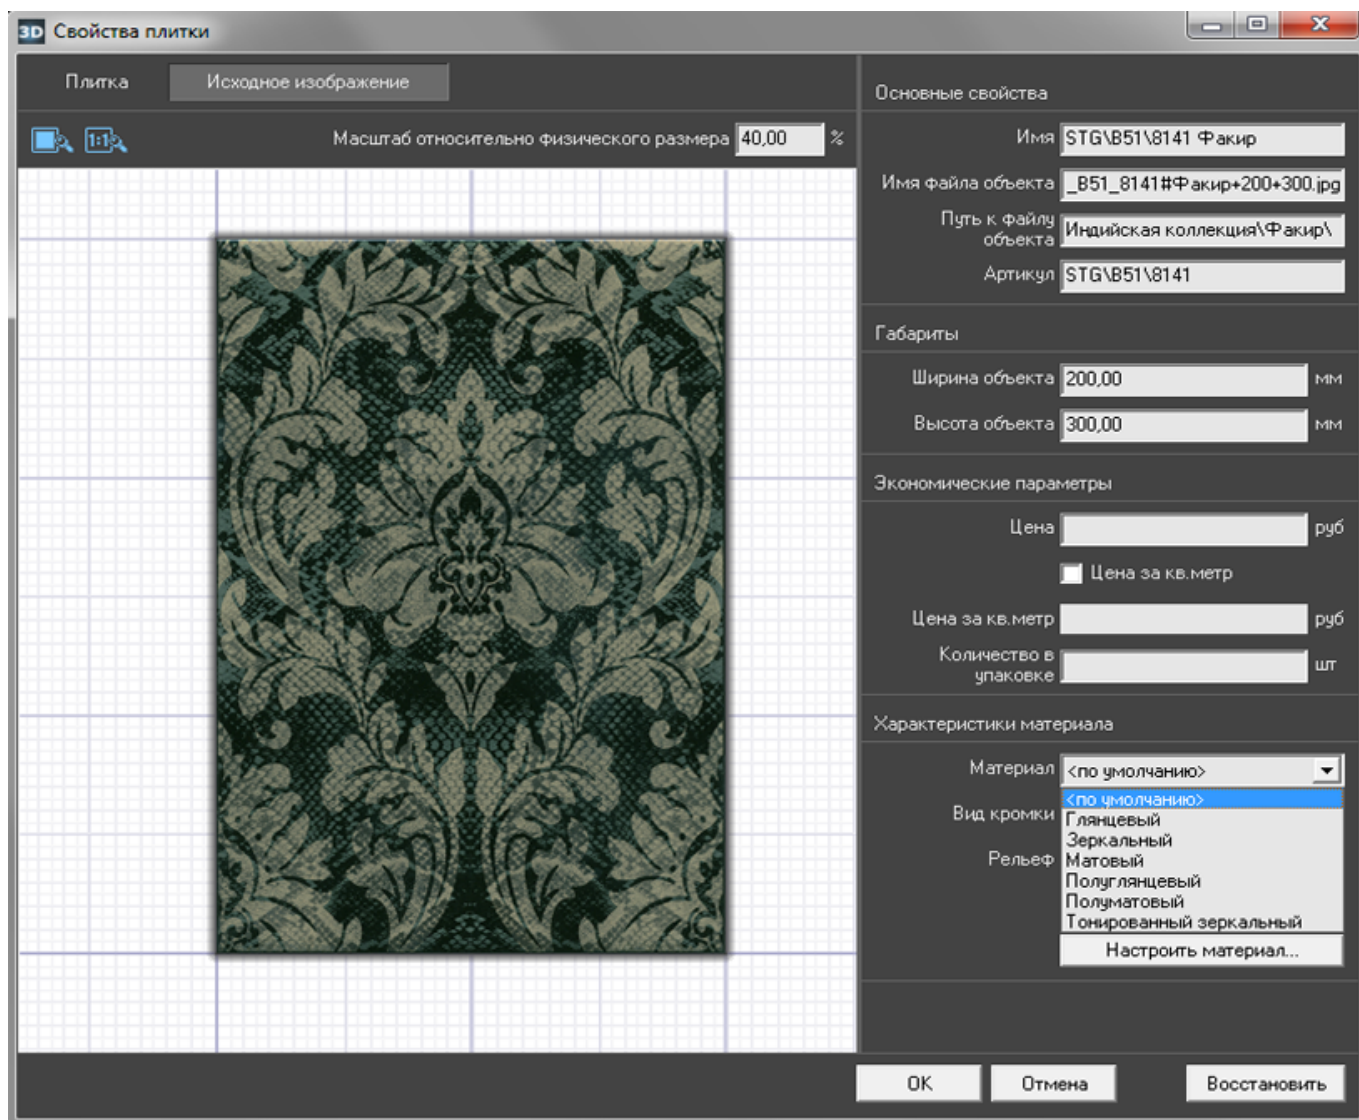 3D Свойства плитки
Плитка
Исходное изображение
1:1
Масштаб относительно физического размера 40,00 %
Основные свойства
Имя STG\B51\8141 Факир
Имя файла объекта _B51_8141#Факир+200+300.jpg
Путь к файлу
объекта
Индийская коллекция\Факир\
Артикул STG\B51\8141
Габариты
Ширина объекта 200,00 мм
Высота объекта 300,00 мм
Экономические параметры
Цена руб
Цена за кв.метр
Цена за кв.метр руб
Количество в
упаковке
шт
Характеристики материала
Материал <по умолчанию>
<по умолчанию>
Вид кромки
Глянцевый
Зеркальный
Рельеф
Матовый
Полуглянцевый
Полуматовый
Тонированный зеркальный
Настроить материал...
OK
Отмена
Восстановить